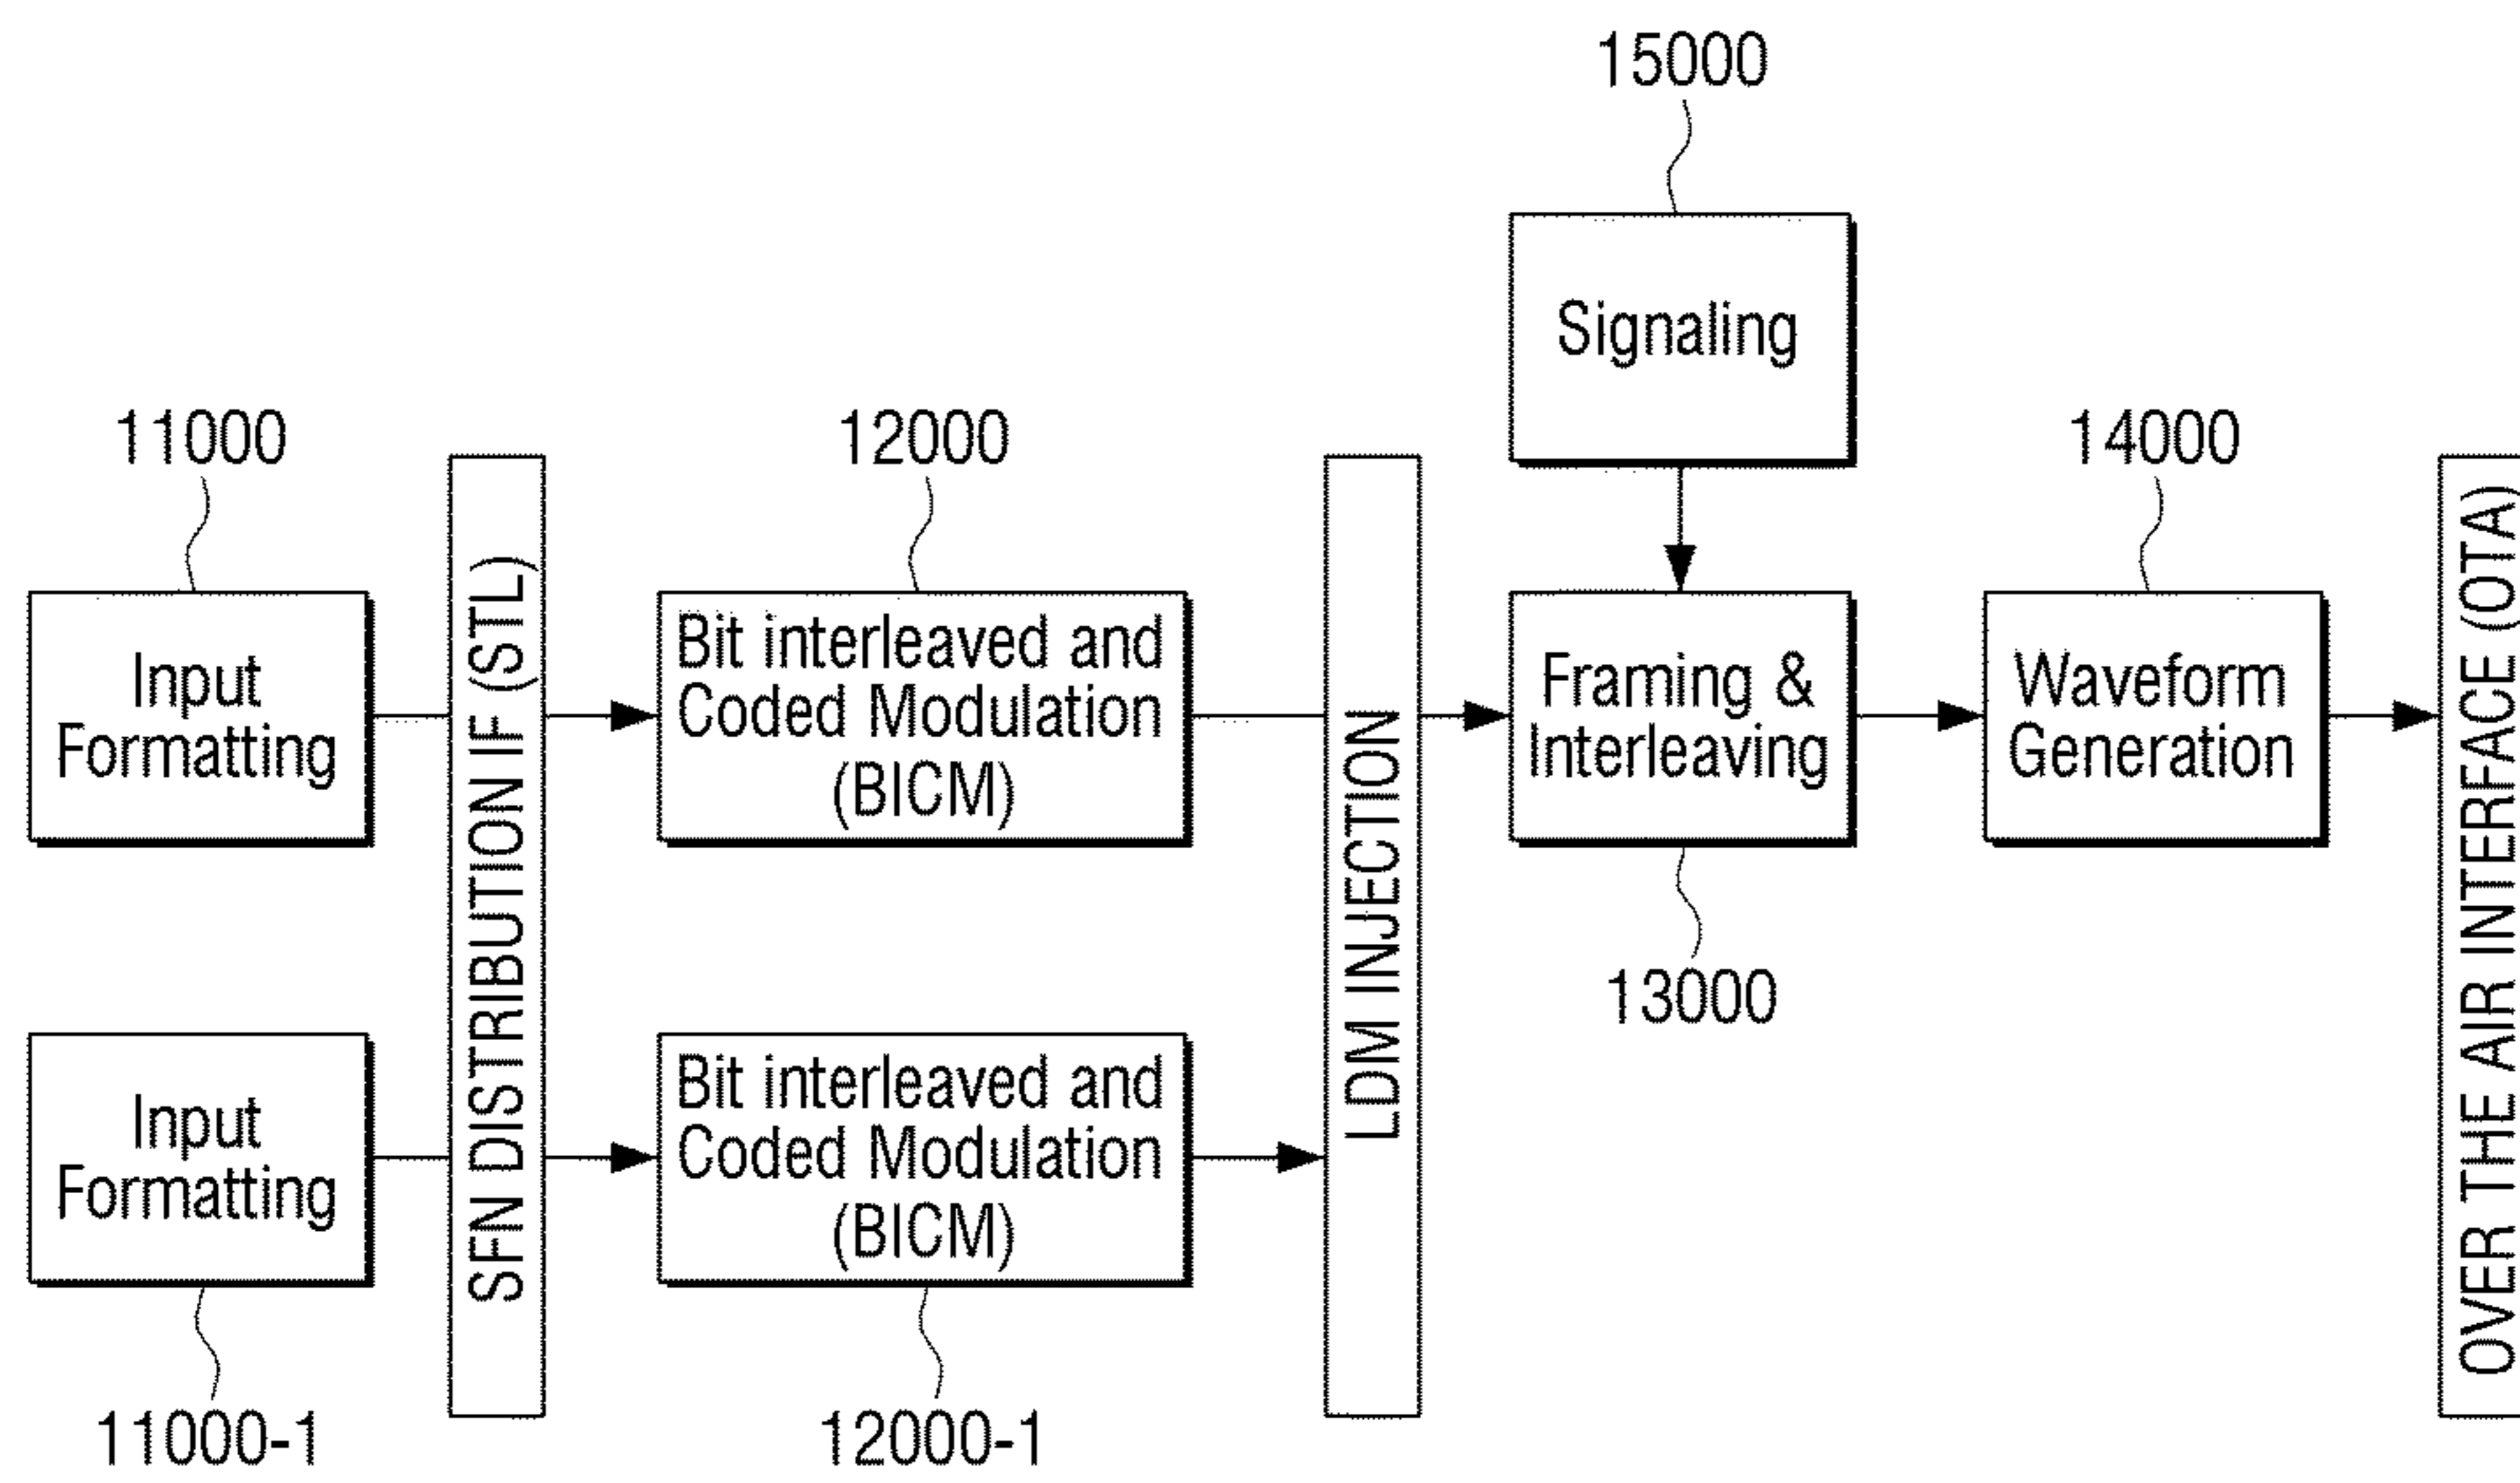 15000
Signaling
11000
12000
14000
Input
Formatting
SFN DISTRIBUTION IF (STL)
Bit interleaved and
Coded Modulation
(BICM)
LDM INJECTION
Framing &
Interleaving
Waveform
Generation
OVER THE AIR INTERFACE (OTA)
13000
Input
Formatting
Bit interleaved and
Coded Modulation
(BICM)
11000-1
12000-1